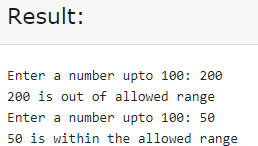 Result:
Enter a number upto 100: 200
200 is out of allowed range
Enter a number upto 100: 50
50 is within the allowed range